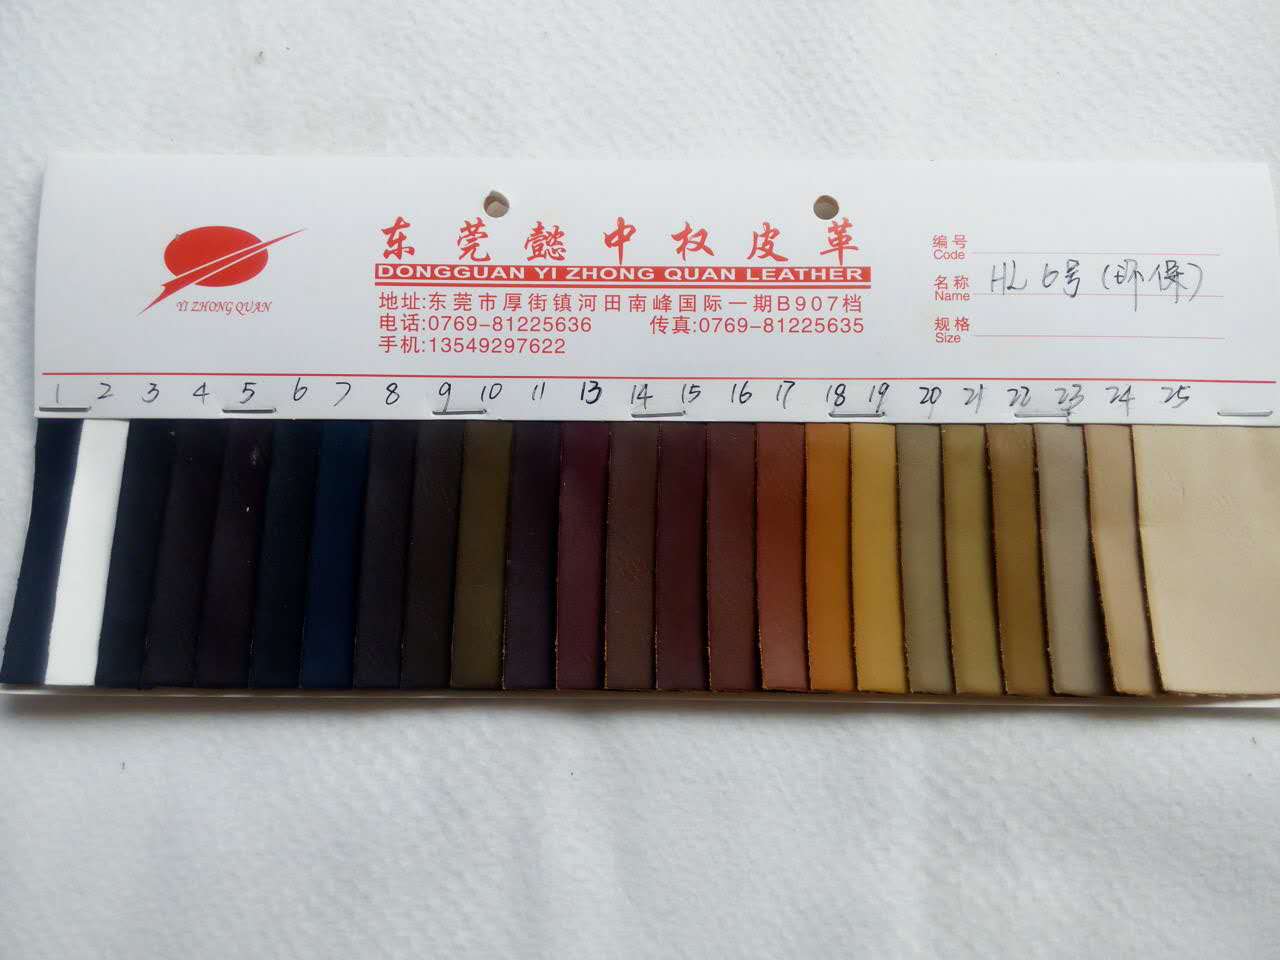 YI ZHONG QUAN
东莞懿中权皮革
DONGGUAN YI ZHONG QUAN LEATHER
地址:东莞市厚街镇河田南峰国际一期B907档
电话:0769-81225636 传真:0769-81225635
手机:13549297622
编号
Code
名称 HL 6号(环保)
Name
规格
Size
1 2 3 4 5 6 7 8 9 10 11 13 14 15 16 17 18 19 20 21 22 23 24 25